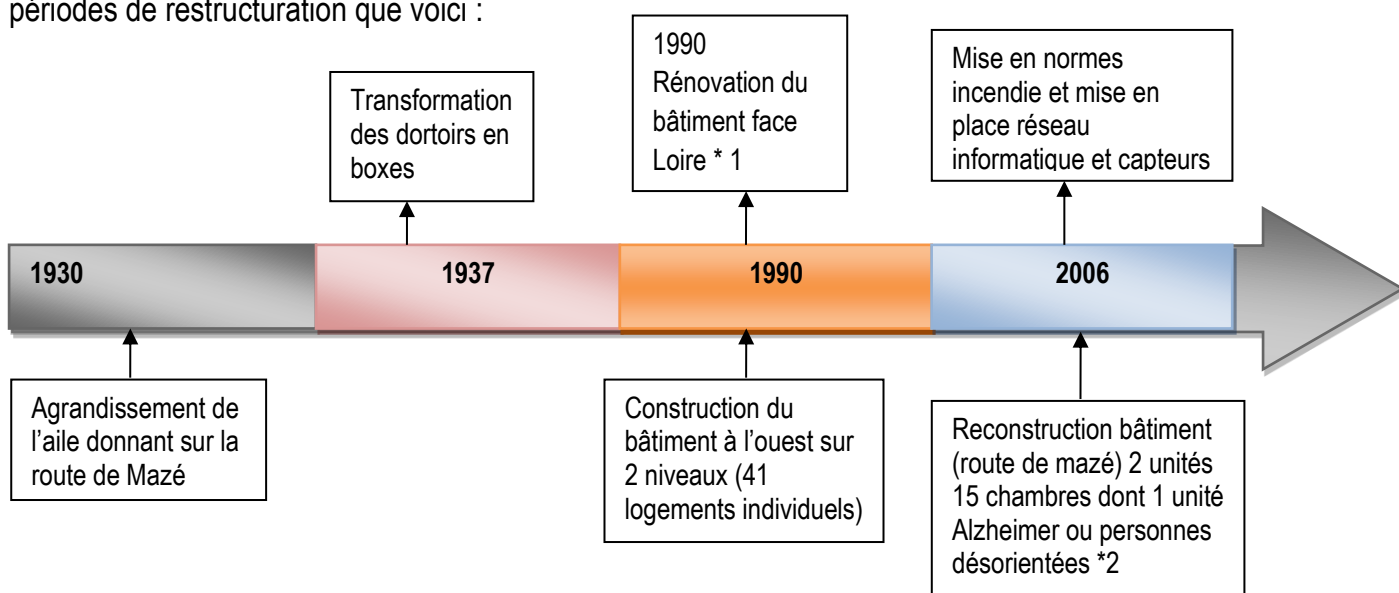 périodes de restructuration que voici :
1990
Rénovation du
bâtiment face
Loire * 1
Mise en normes
incendie et mise en
place réseau
informatique et capteurs
Transformation
des dortoirs en
boxes
1930
1937
1990
2006
Agrandissement de
l’aile donnant sur la
route de Mazé
Construction du
bâtiment à l’ouest sur
2 niveaux (41
logements individuels)
Reconstruction bâtiment
(route de mazé) 2 unités
15 chambres dont 1 unité
Alzheimer ou personnes
désorientées *2